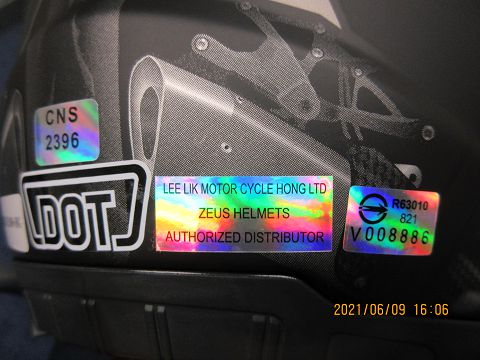 CNS
2396
DOT
LEE LIK MOTOR CYCLE HONG LTD
ZEUS HELMETS
AUTHORIZED DISTRIBUTOR
R63010
821
V008886
2021/06/09 16:06